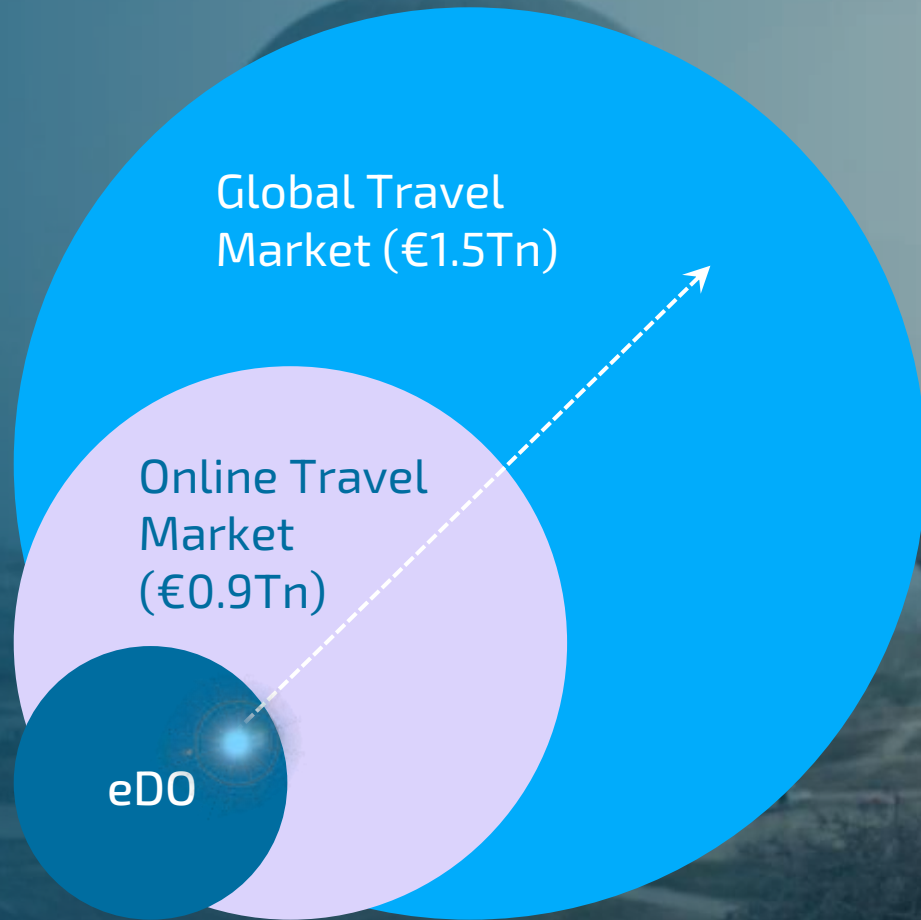 Global Travel
Market (€1.5Tn)
Online Travel
Market
(€0.9Tn)
eDO